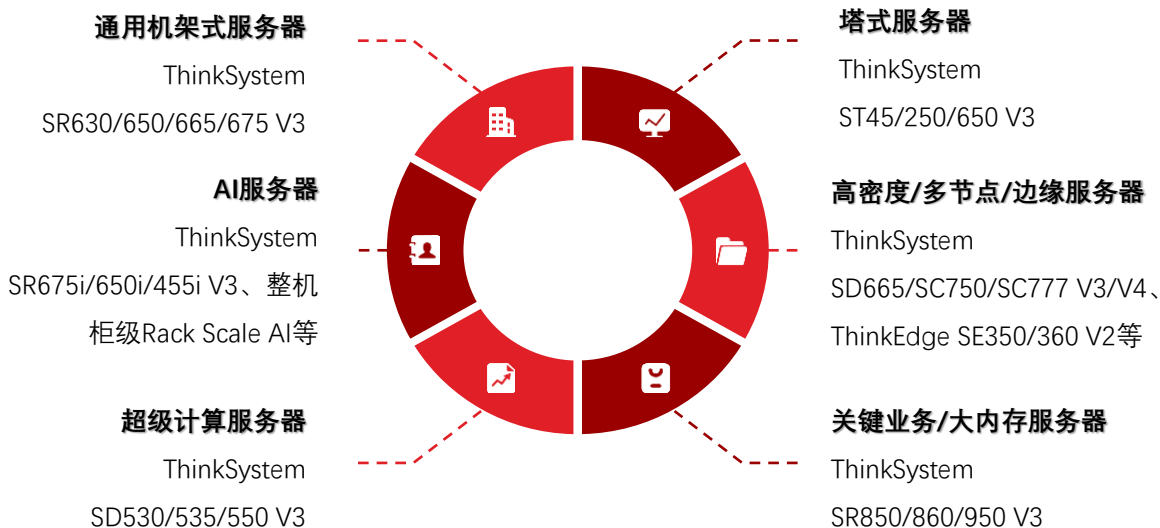 通用机架式服务器
ThinkSystem
SR630/650/665/675 V3
AI服务器
ThinkSystem
SR675i/650i/455i V3、整机
柜级Rack Scale AI等
超级计算服务器
ThinkSystem
SD530/535/550 V3
塔式服务器
ThinkSystem
ST45/250/650 V3
高密度/多节点/边缘服务器
ThinkSystem
SD665/SC750/SC777 V3/V4、
ThinkEdge SE350/360 V2等
关键业务/大内存服务器
ThinkSystem
SR850/860/950 V3